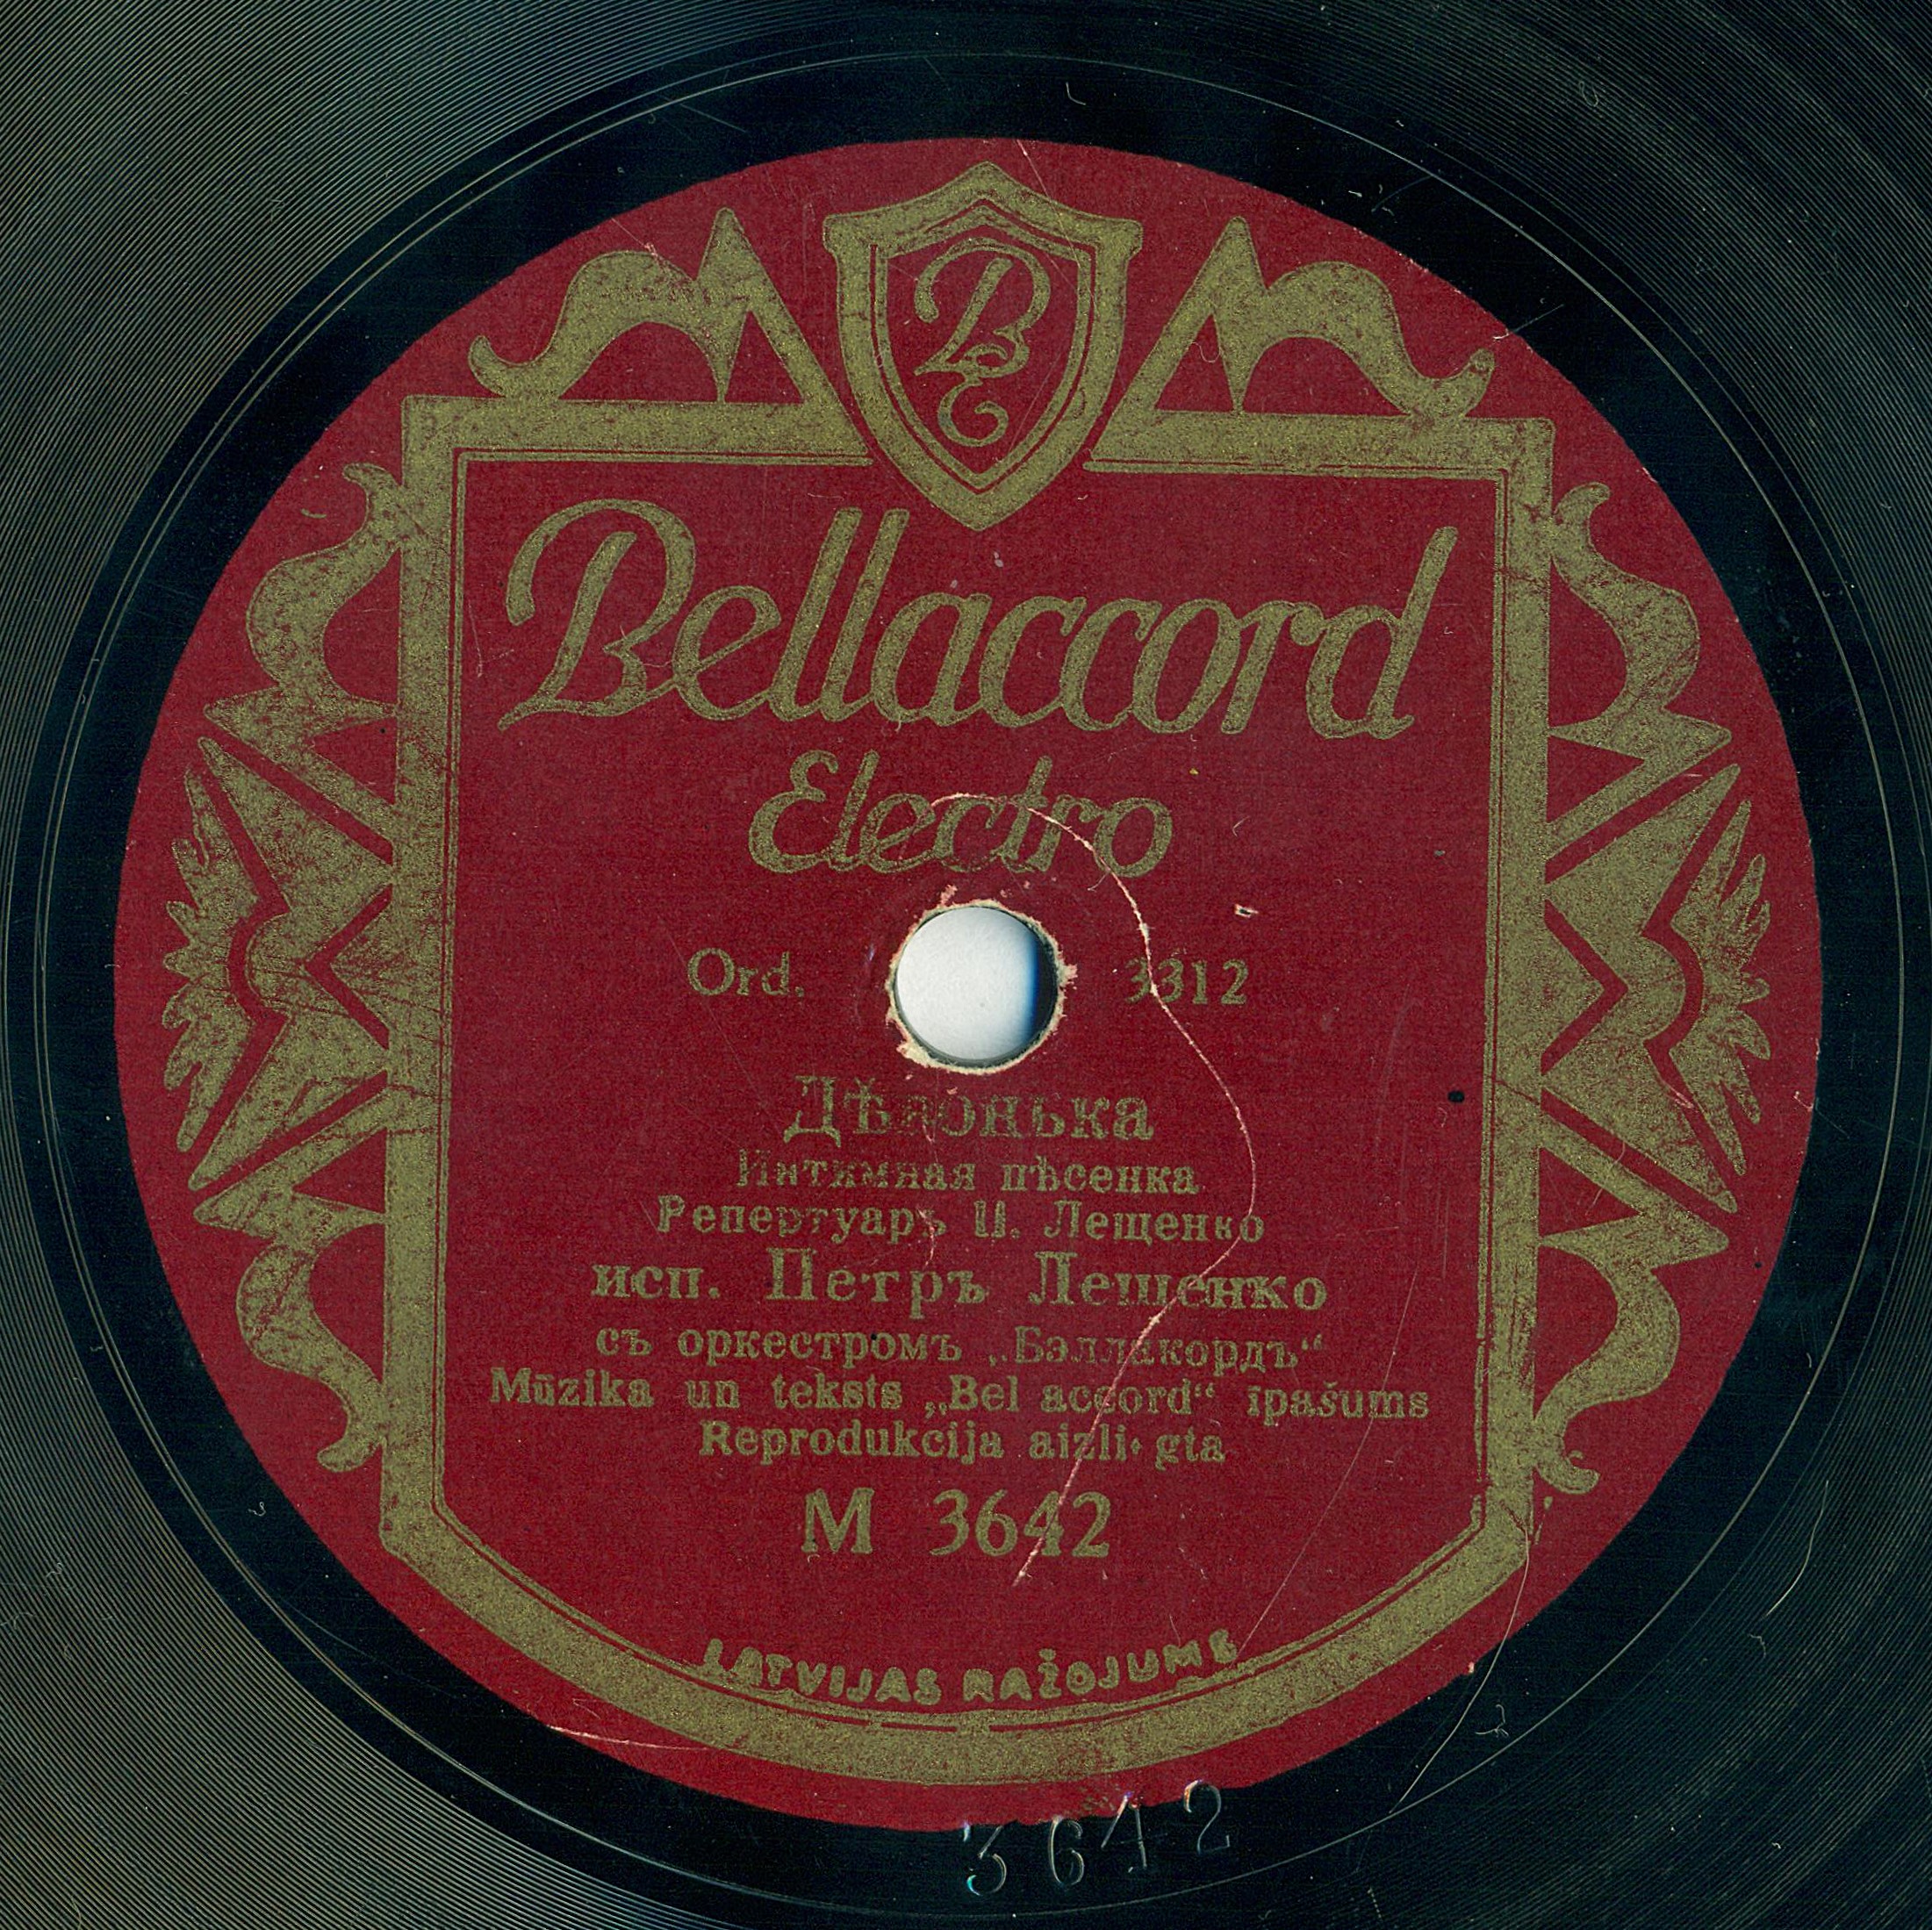 BE
Bellaccord
Electro
Ord. 3312
Дѣвонька
Интимная пѣсенка
Репертуаръ П. Лещенко
исп. Петръ Лещенко
съ оркестромъ „Бэллакордъ“
Mūzika un teksts „Bel accord“ īpašums
Reprodukcija aizli gta
M 3642
LATVIJAS RAŽOJUMS
3642